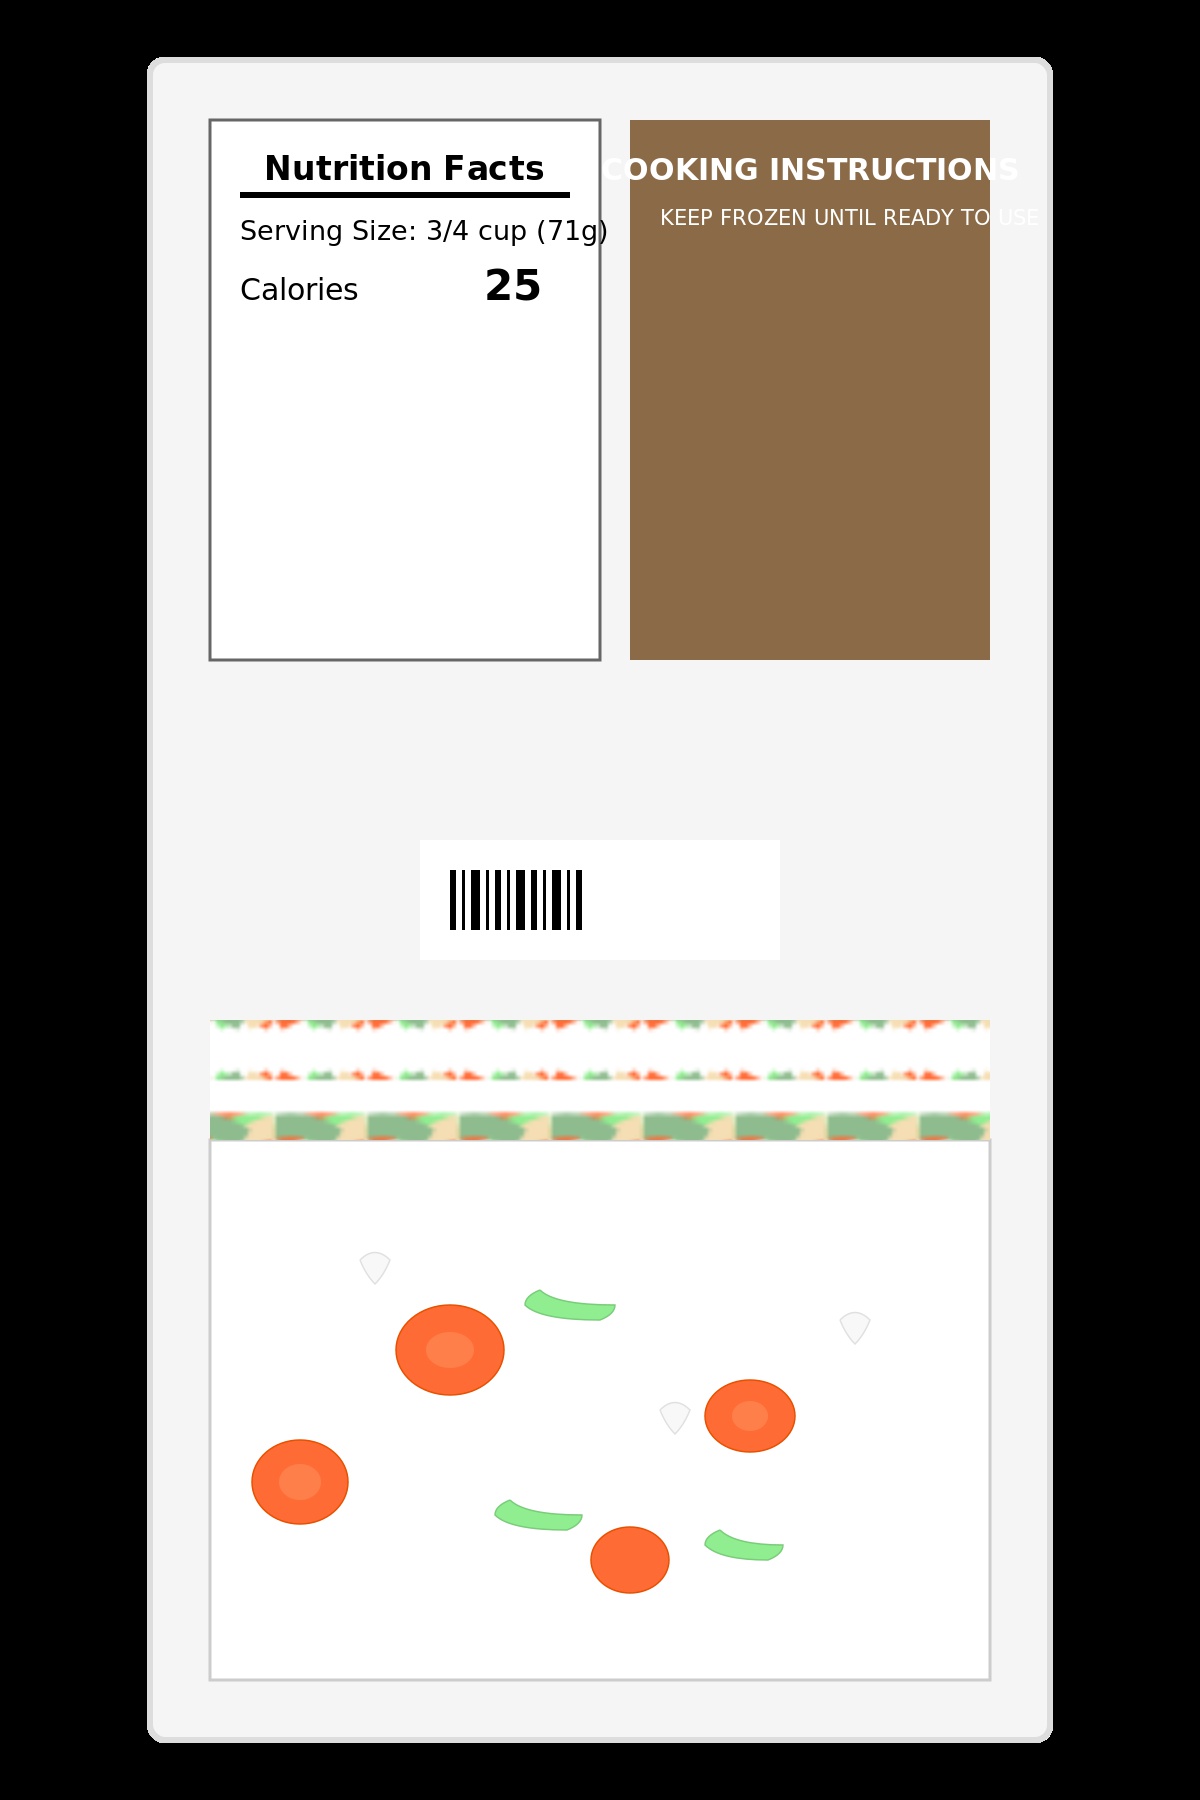 Nutrition Facts
Serving Size: 3/4 cup (71g)
Calories 25
COOKING INSTRUCTIONS
KEEP FROZEN UNTIL READY TO USE